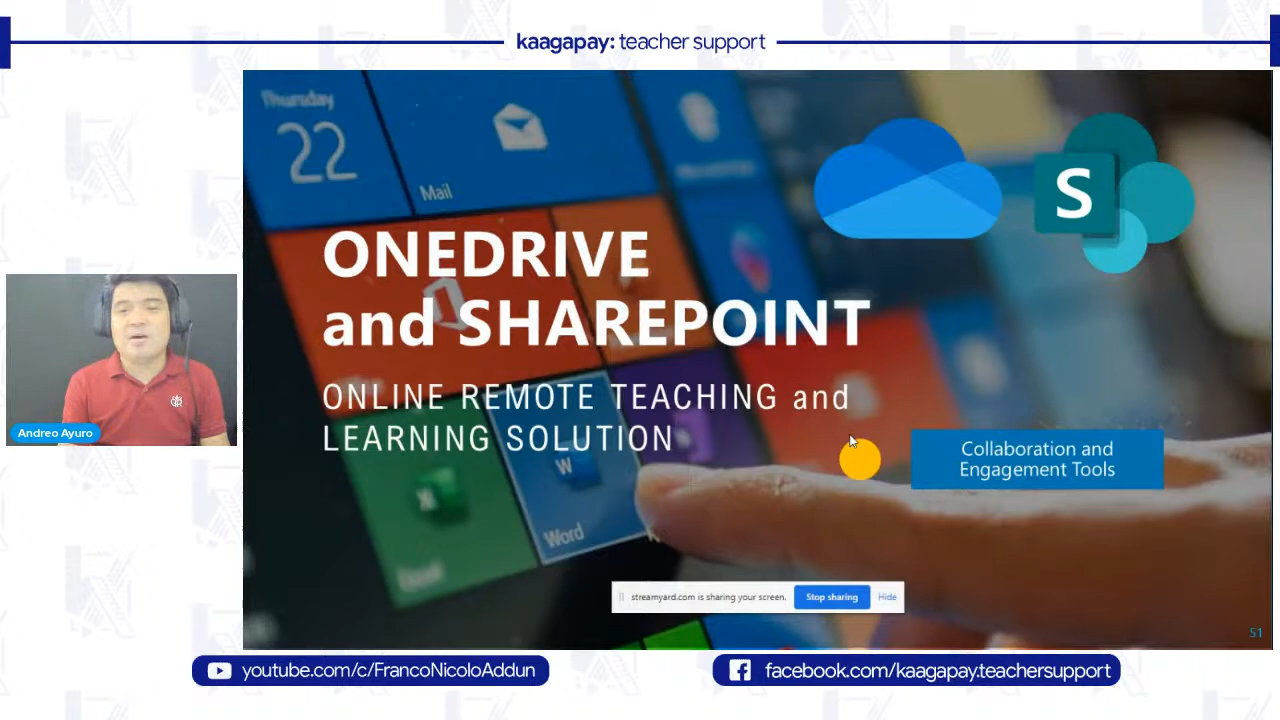 kaagapay: teacher support
Thursday
22
Mail
S
ONEDRIVE
and SHAREPOINT
ONLINE REMOTE TEACHING and
LEARNING SOLUTION
W
Word
Collaboration and
Engagement Tools
Andreo Ayuro
streamyard.com is sharing your screen.
Stop sharing
Hide
51
youtube.com/c/FrancoNicoloAddun
facebook.com/kaagapay.teachersupport